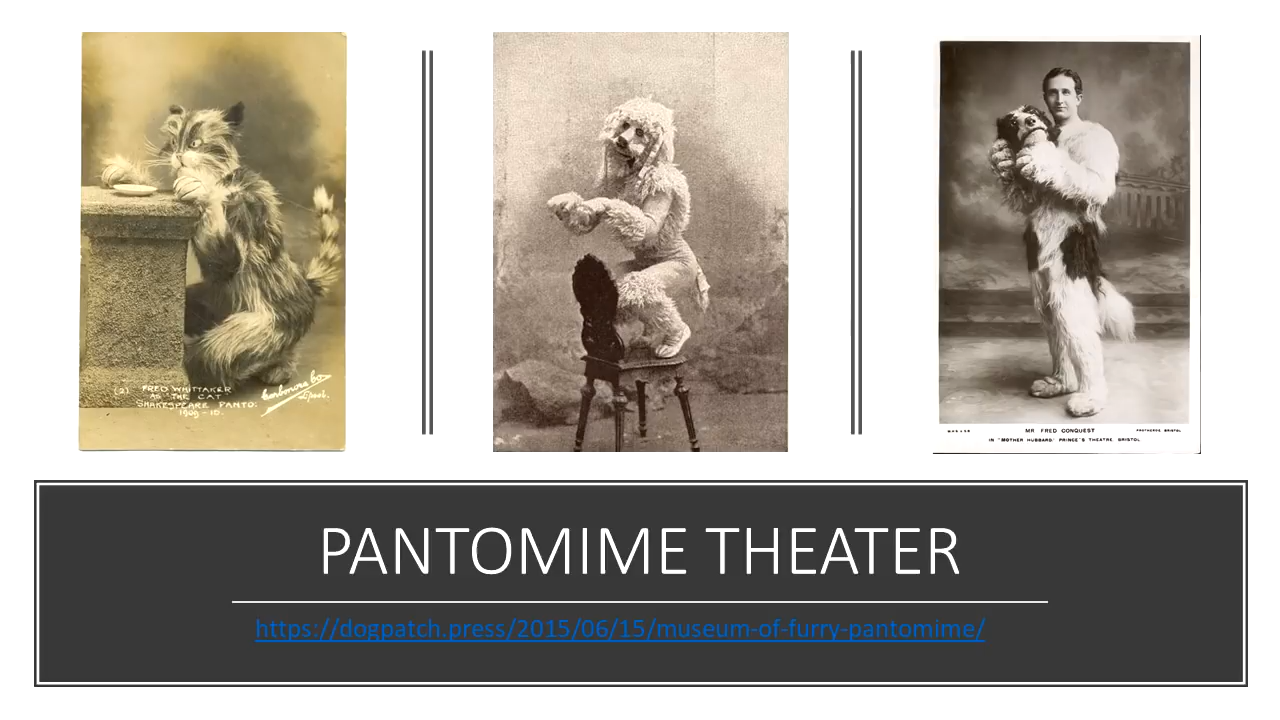 (2) FRED WHITTAKER
AS THE CAT
SHAKESPEARE PANTO:
1909-10.
MR FRED CONQUEST
IN "MOTHER HUBBARD," PRINCE'S THEATRE BRISTOL
PANTOMIME THEATER
https://dogpatch.press/2015/06/15/museum-of-furry-pantomime/